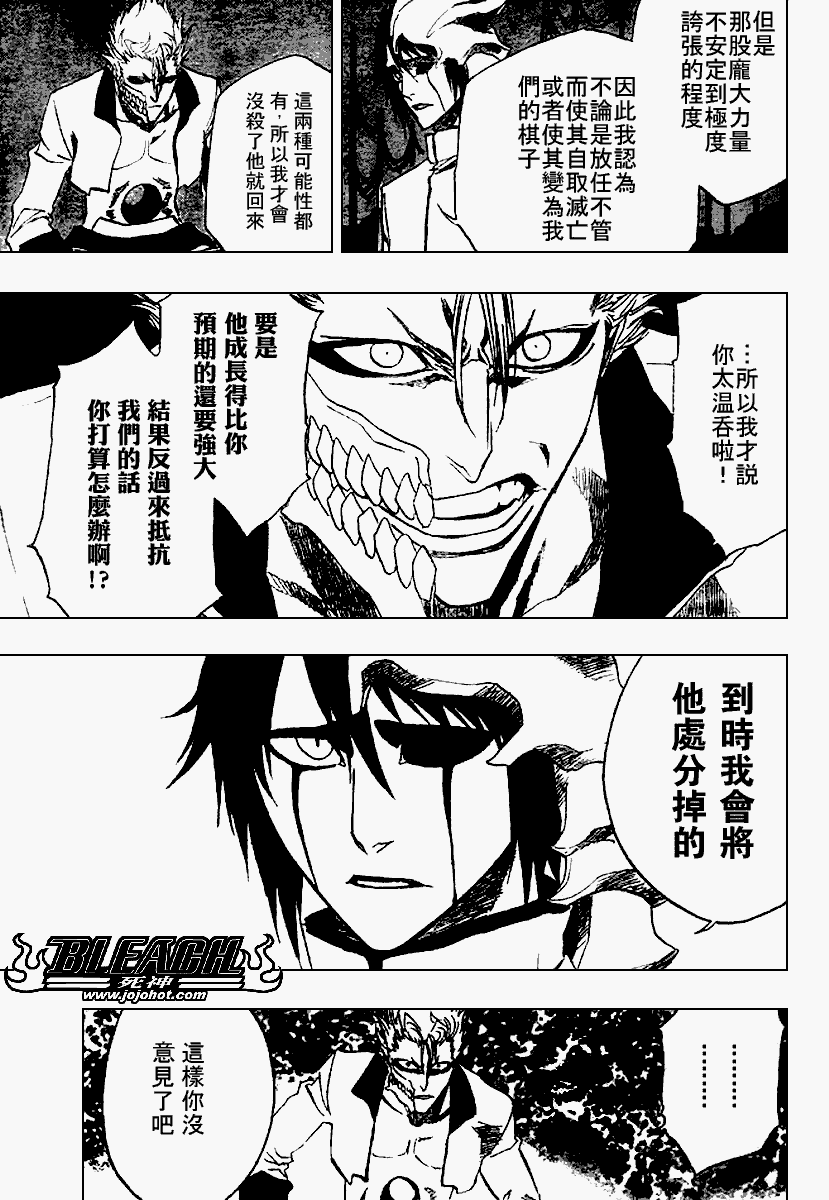 但是
那股龐大力量
不安定到極度
誇張的程度
因此我認為
不論是放任不管
而使其自取滅亡
或者使其變為我
們的棋子
這兩種可能性都
有，所以我才會
沒殺了他就回來
…所以我才說
你太温吞啦！
要是
他成長得比你
預期的還要強大
結果反過來抵抗
我們的話
你打算怎麼辦啊!?
到時我會將
他處分掉的
BLEACH
死神
www.jojohot.com
………
………
這樣你沒
意見了吧